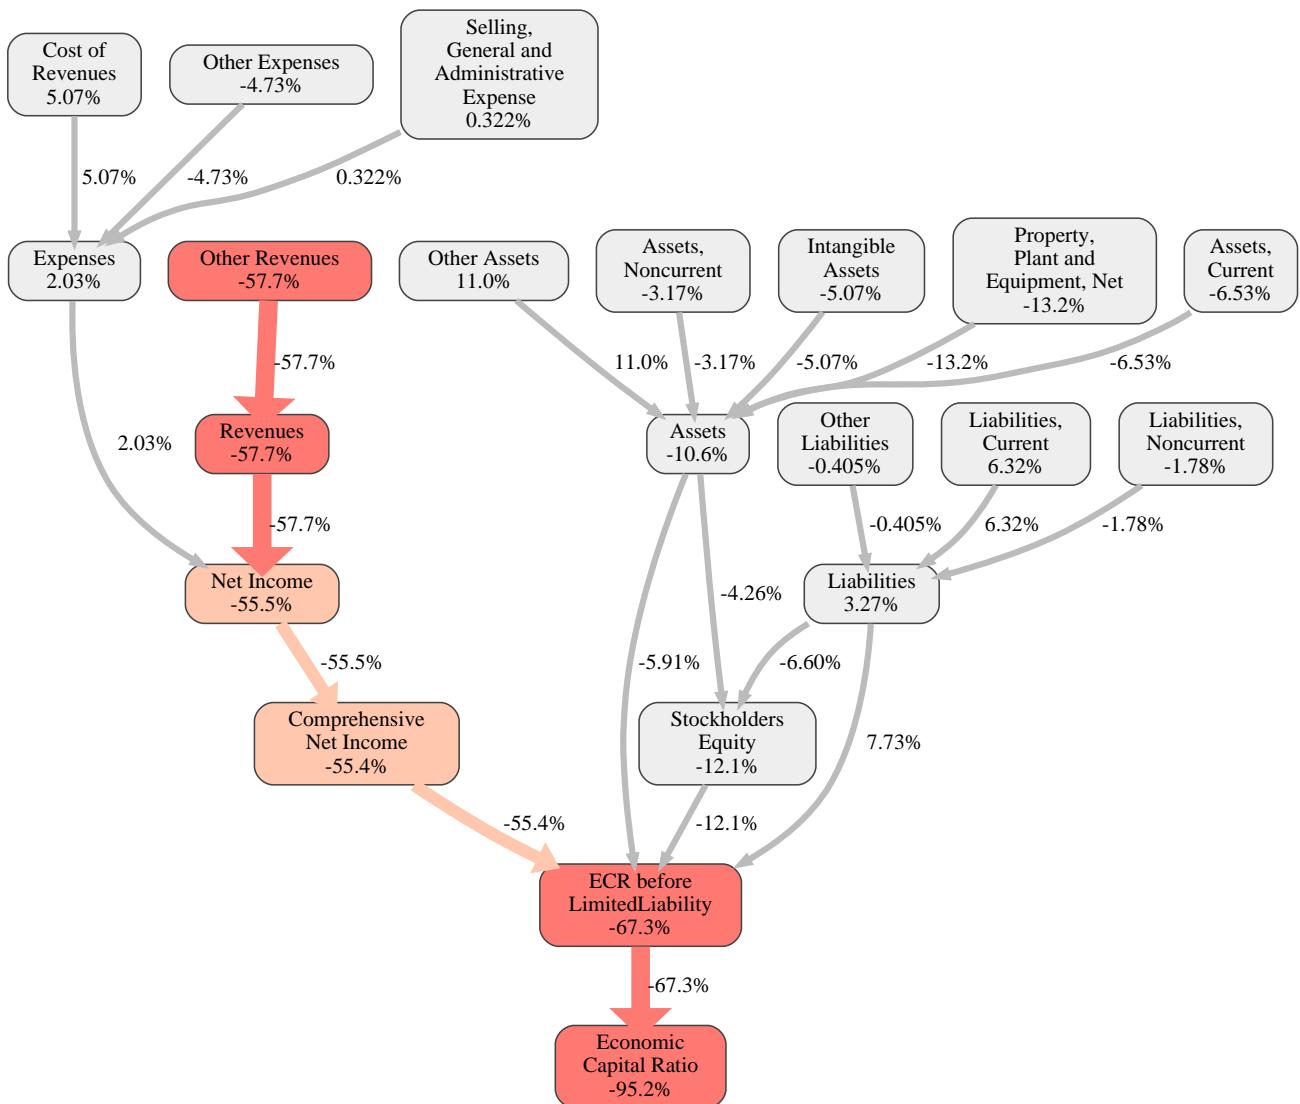 Cost of
Revenues
5.07%
Other Expenses
-4.73%
Selling,
General and
Administrative
Expense
0.322%
5.07%
-4.73%
0.322%
Expenses
2.03%
Other Revenues
-57.7%
Other Assets
11.0%
Assets,
Noncurrent
-3.17%
Intangible
Assets
-5.07%
Property,
Plant and
Equipment, Net
-13.2%
Assets,
Current
-6.53%
-57.7%
11.0%
-3.17%
-5.07%
-13.2%
-6.53%
2.03%
Revenues
-57.7%
Assets
-10.6%
Other
Liabilities
-0.405%
Liabilities,
Current
6.32%
Liabilities,
Noncurrent
-1.78%
-57.7%
-0.405%
6.32%
-1.78%
Net Income
-55.5%
-4.26%
Liabilities
3.27%
-55.5%
-5.91%
-6.60%
Comprehensive
Net Income
-55.4%
Stockholders
Equity
-12.1%
7.73%
-55.4%
-12.1%
ECR before
LimitedLiability
-67.3%
-67.3%
Economic
Capital Ratio
-95.2%